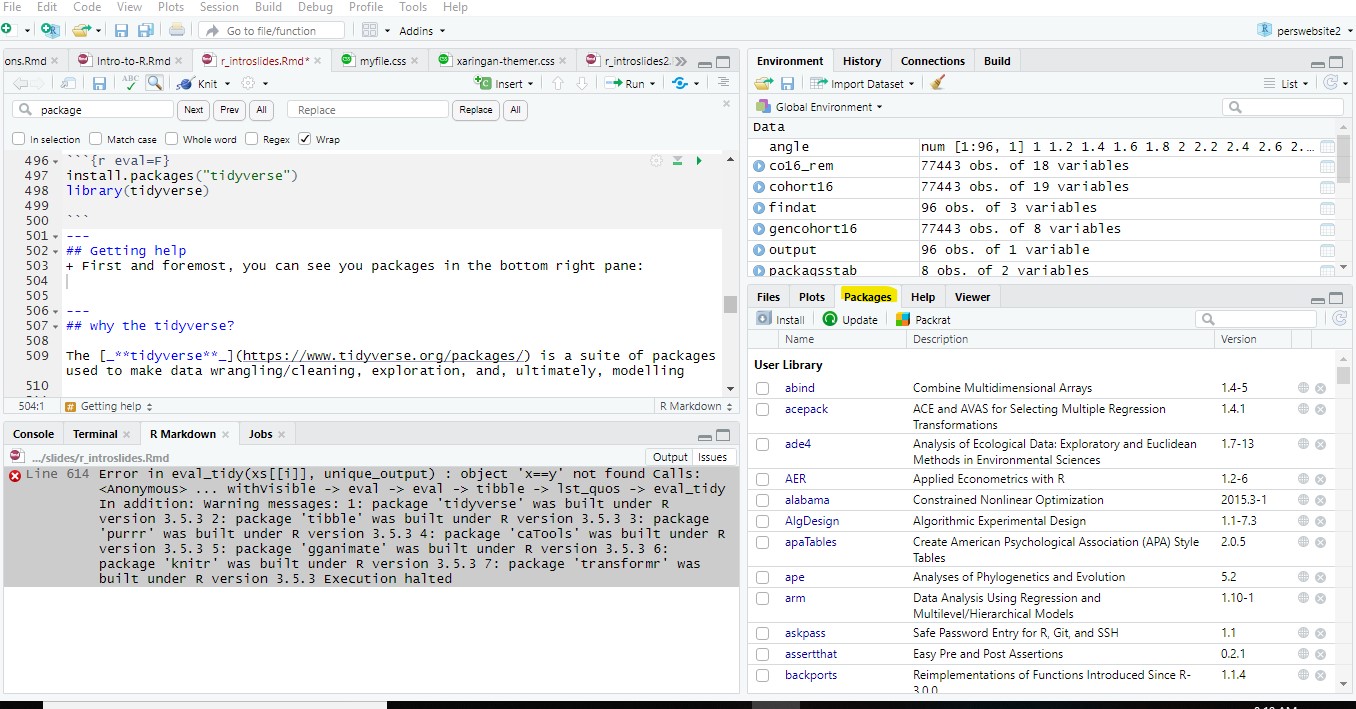 File Edit Code View Plots Session Build Debug Profile Tools Help
Go to file/function Addins perswebsite2
ons.Rmd Intro-to-R.Rmd r_introslides.Rmd* myfile.css xaringan-themer.css r_introslides2.
ABC Knit Insert Run
package Next Prev All Replace Replace All
In selection Match case Whole word Regex Wrap
496 ```{r eval=F}
497 install.packages("tidyverse")
498 library(tidyverse)
499
500 ```
501 ---
502 ## Getting help
503 + First and foremost, you can see you packages in the bottom right pane:
504
505
506 ---
507 ## why the tidyverse?
508
509 The [_**tidyverse**_](https://www.tidyverse.org/packages/) is a suite of packages
used to make data wrangling/cleaning, exploration, and, ultimately, modelling
510
504:1 # Getting help R Markdown
Console Terminal R Markdown Jobs
.../slides/r_introslides.Rmd Output Issues
Line 614 Error in eval_tidy(xs[[i]], unique_output) : object 'x==y' not found Calls:
<Anonymous> ... withVisible -> eval -> eval -> tibble -> lst_quos -> eval_tidy
In addition: Warning messages: 1: package 'tidyverse' was built under R
version 3.5.3 2: package 'tibble' was built under R version 3.5.3 3: package
'purrr' was built under R version 3.5.3 4: package 'caTools' was built under R
version 3.5.3 5: package 'gganimate' was built under R version 3.5.3 6:
package 'knitr' was built under R version 3.5.3 7: package 'transformr' was
built under R version 3.5.3 Execution halted
Environment History Connections Build
Import Dataset List
Global Environment
Data
angle num [1:96, 1] 1 1.2 1.4 1.6 1.8 2 2.2 2.4 2.6 2....
co16_rem 77443 obs. of 18 variables
cohort16 77443 obs. of 19 variables
findat 96 obs. of 3 variables
gencohort16 77443 obs. of 8 variables
output 96 obs. of 1 variable
packagsstab 8 obs. of 2 variables
Files Plots Packages Help Viewer
Install Update Packrat
Name Description Version
User Library
abind Combine Multidimensional Arrays 1.4-5
acepack ACE and AVAS for Selecting Multiple Regression 1.4.1
Transformations
ade4 Analysis of Ecological Data: Exploratory and Euclidean 1.7-13
Methods in Environmental Sciences
AER Applied Econometrics with R 1.2-6
alabama Constrained Nonlinear Optimization 2015.3-1
AlgDesign Algorithmic Experimental Design 1.1-7.3
apaTables Create American Psychological Association (APA) Style 2.0.5
Tables
ape Analyses of Phylogenetics and Evolution 5.2
arm Data Analysis Using Regression and 1.10-1
Multilevel/Hierarchical Models
askpass Safe Password Entry for R, Git, and SSH 1.1
assertthat Easy Pre and Post Assertions 0.2.1
backports Reimplementations of Functions Introduced Since R- 1.1.4
3.0.0